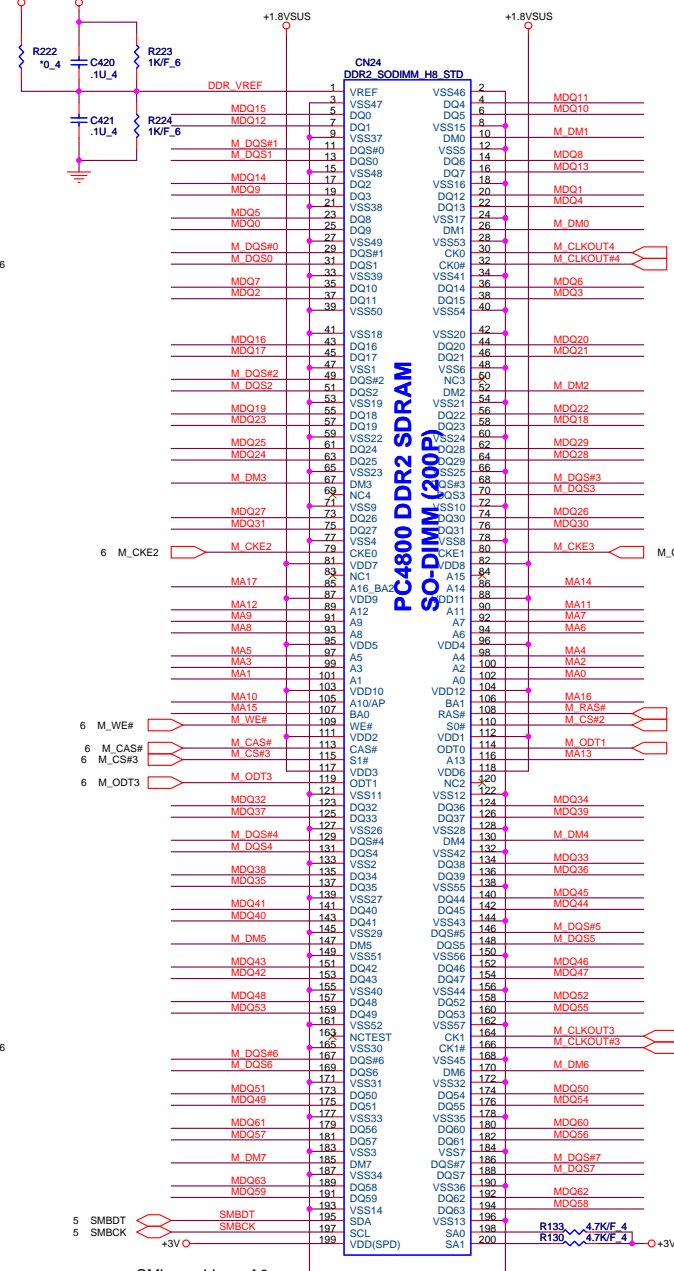 +1.8VSUS +1.8VSUS
R222 *0_4 C420 .1U_4 R223 1K/F_6
CN24
DDR2_SODIMM_H8_STD
C421 .1U_4 R224 1K/F_6
PC4800 DDR2 SDRAM
SO-DIMM (200P)
DDR_VREF 1 VREF VSS46 2
3 VSS47 DQ4 4 MDQ11
MDQ15 5 DQ0 DQ5 6 MDQ10
MDQ12 7 DQ1 VSS15 8
9 VSS37 DM0 10 M_DM1
M_DQS#1 11 DQS#0 VSS5 12
M_DQS1 13 DQS0 DQ6 14 MDQ8
15 VSS48 DQ7 16 MDQ13
MDQ14 17 DQ2 VSS16 18
MDQ9 19 DQ3 DQ12 20 MDQ1
21 VSS38 DQ13 22 MDQ4
MDQ5 23 DQ8 VSS17 24
MDQ0 25 DQ9 DM1 26 M_DM0
27 VSS49 VSS53 28
M_DQS#0 29 DQS#1 CK0 30 M_CLKOUT4
M_DQS0 31 DQS1 CK0# 32 M_CLKOUT#4
33 VSS39 VSS41 34
MDQ7 35 DQ10 DQ14 36 MDQ6
MDQ2 37 DQ11 DQ15 38 MDQ3
39 VSS50 VSS54 40
41 VSS18 VSS20 42
MDQ16 43 DQ16 DQ20 44 MDQ20
MDQ17 45 DQ17 DQ21 46 MDQ21
47 VSS1 VSS6 48
M_DQS#2 49 DQS#2 NC3 50
M_DQS2 51 DQS2 DM2 52 M_DM2
53 VSS19 VSS21 54
MDQ19 55 DQ18 DQ22 56 MDQ22
MDQ23 57 DQ19 DQ23 58 MDQ18
59 VSS22 VSS24 60
MDQ25 61 DQ24 DQ28 62 MDQ29
MDQ24 63 DQ25 DQ29 64 MDQ28
65 VSS23 VSS25 66
M_DM3 67 DM3 DQS#3 68 M_DQS#3
69 NC4 DQS3 70 M_DQS3
71 VSS9 VSS10 72
MDQ27 73 DQ26 DQ30 74 MDQ26
MDQ31 75 DQ27 DQ31 76 MDQ30
77 VSS4 VSS8 78
6 M_CKE2 M_CKE2 79 CKE0 CKE1 80 M_CKE3
81 VDD7 VDD8 82
83 NC1 A15 84
MA17 85 A16_BA2 A14 86 MA14
87 VDD9 VDD11 88
MA12 89 A12 A11 90 MA11
MA9 91 A9 A7 92 MA7
MA8 93 A8 A6 94 MA6
95 VDD5 VDD4 96
MA5 97 A5 A4 98 MA4
MA3 99 A3 A2 100 MA2
MA1 101 A1 A0 102 MA0
103 VDD10 VDD12 104
MA10 105 A10/AP BA1 106 MA16
MA15 107 BA0 RAS# 108 M_RAS#
6 M_WE# M_WE# 109 WE# S0# 110 M_CS#2
111 VDD2 VDD1 112
6 M_CAS# M_CAS# 113 CAS# ODT0 114 M_ODT1
6 M_CS#3 M_CS#3 115 S1# A13 116 MA13
117 VDD3 VDD6 118
6 M_ODT3 M_ODT3 119 ODT1 NC2 120
121 VSS11 VSS12 122
MDQ32 123 DQ32 DQ36 124 MDQ34
MDQ37 125 DQ33 DQ37 126 MDQ39
127 VSS26 VSS28 128
M_DQS#4 129 DQS#4 DM4 130 M_DM4
M_DQS4 131 DQS4 VSS42 132
133 VSS2 DQ38 134 MDQ33
MDQ38 135 DQ34 DQ39 136 MDQ36
MDQ35 137 DQ35 VSS55 138
139 VSS27 DQ44 140 MDQ45
MDQ41 141 DQ40 DQ45 142 MDQ44
MDQ40 143 DQ41 VSS43 144
145 VSS29 DQS#5 146 M_DQS#5
M_DM5 147 DM5 DQS5 148 M_DQS5
149 VSS51 VSS56 150
MDQ43 151 DQ42 DQ46 152 MDQ46
MDQ42 153 DQ43 DQ47 154 MDQ47
155 VSS40 VSS44 156
MDQ48 157 DQ48 DQ52 158 MDQ52
MDQ53 159 DQ49 DQ53 160 MDQ55
161 VSS52 VSS57 162
163 NCTEST CK1 164 M_CLKOUT3
165 VSS30 CK1# 166 M_CLKOUT#3
M_DQS#6 167 DQS#6 VSS45 168
M_DQS6 169 DQS6 DM6 170 M_DM6
171 VSS31 VSS32 172
MDQ51 173 DQ50 DQ54 174 MDQ50
MDQ49 175 DQ51 DQ55 176 MDQ54
177 VSS33 VSS35 178
MDQ61 179 DQ56 DQ60 180 MDQ60
MDQ57 181 DQ57 DQ61 182 MDQ56
183 VSS3 VSS7 184
M_DM7 185 DM7 DQS#7 186 M_DQS#7
187 VSS34 DQS7 188 M_DQS7
MDQ63 189 DQ58 VSS36 190
MDQ59 191 DQ59 DQ62 192 MDQ62
193 VSS14 DQ63 194 MDQ58
5 SMBDT SMBDT 195 SDA VSS13 196
5 SMBCK SMBCK 197 SCL SA0 198 R133 4.7K/F_4
+3V 199 VDD(SPD) SA1 200 R130 4.7K/F_4 +3V